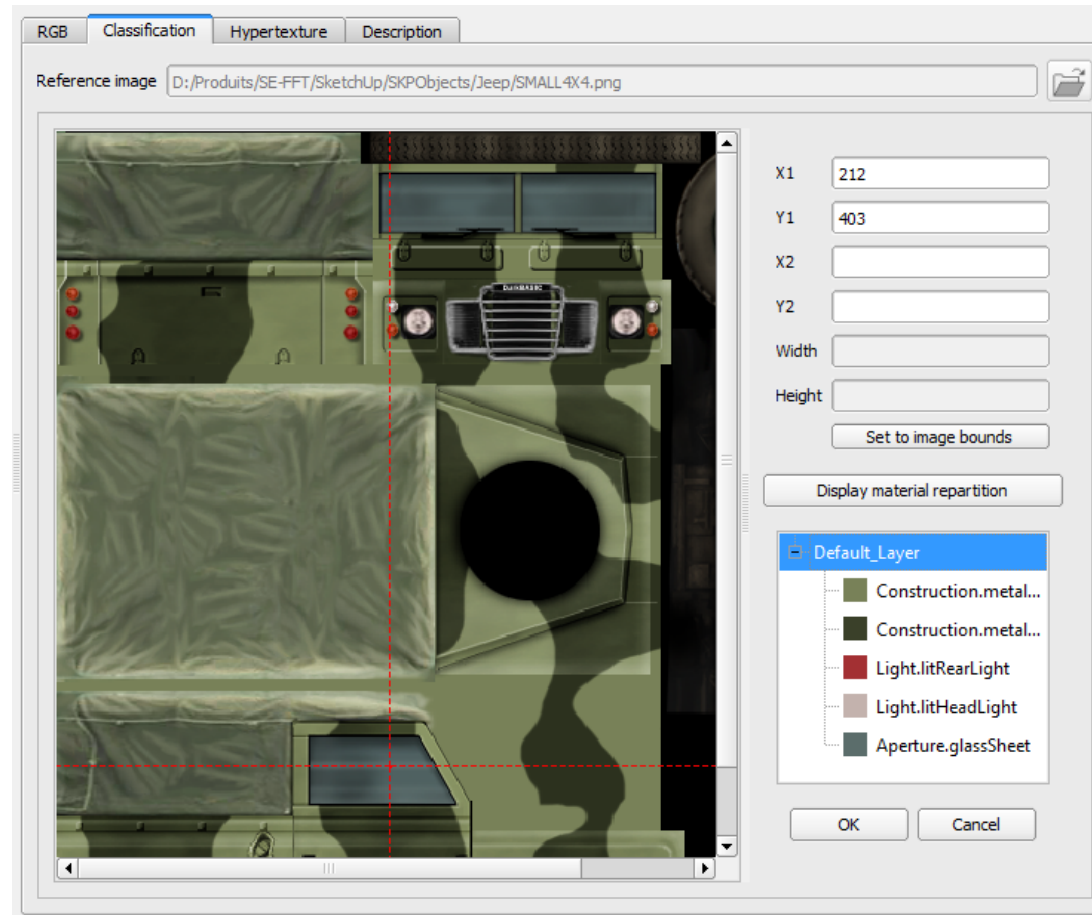 RGB Classification Hypertexture Description
Reference image D:/Produits/SE-FFT/SketchUp/SKPObjects/Jeep/SMALL4X4.png
X1 212
Y1 403
X2
Y2
Width
Height
Set to image bounds
Display material repartition
Default_Layer
Construction.metal...
Construction.metal...
Light.litRearLight
Light.litHeadLight
Aperture.glassSheet
OK Cancel